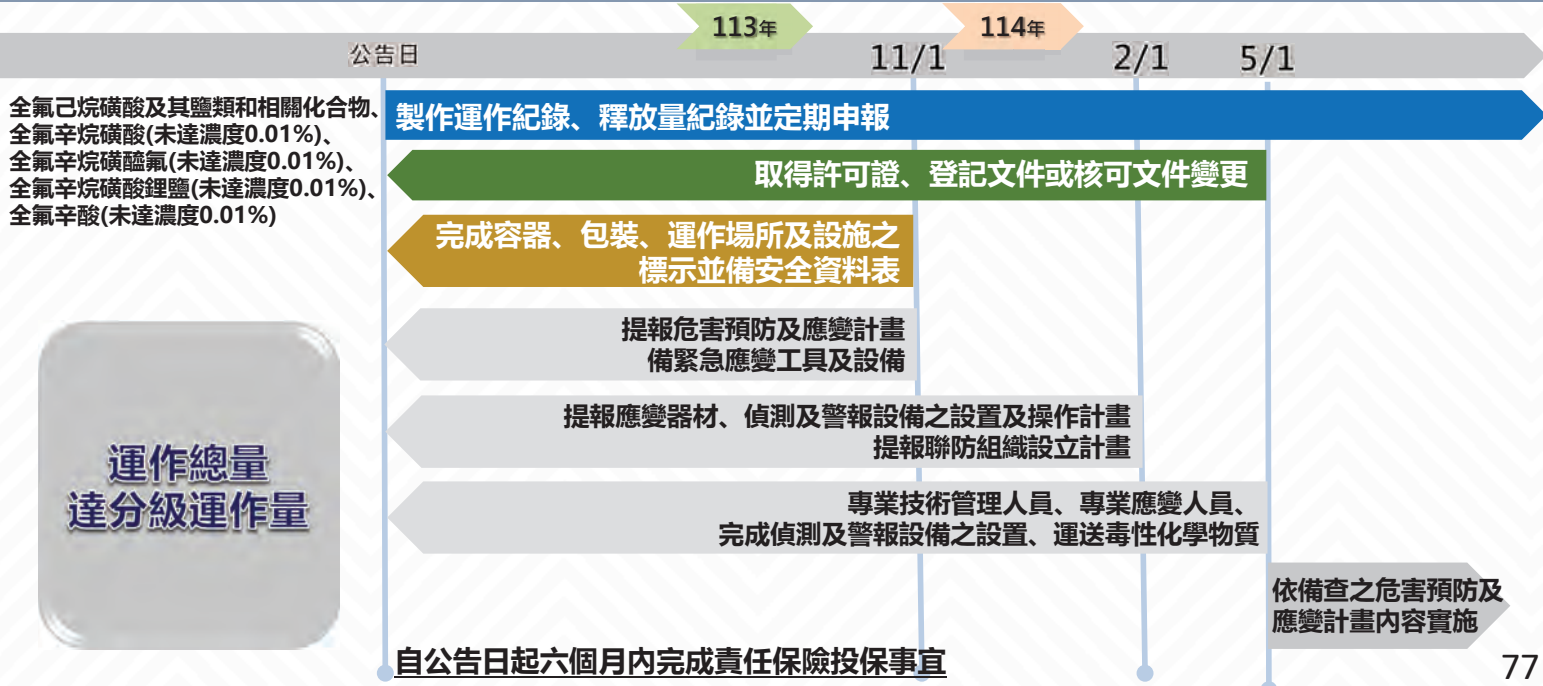 113年
114年
公告日
11/1
2/1
5/1
全氟己烷磺酸及其鹽類和相關化合物、
全氟辛烷磺酸(未達濃度0.01%)、
全氟辛烷磺醯氟(未達濃度0.01%)、
全氟辛烷磺酸鋰鹽(未達濃度0.01%)、
全氟辛酸(未達濃度0.01%)
製作運作紀錄、釋放量紀錄並定期申報
取得許可證、登記文件或核可文件變更
完成容器、包裝、運作場所及設施之
標示並備安全資料表
提報危害預防及應變計畫
備緊急應變工具及設備
提報應變器材、偵測及警報設備之設置及操作計畫
提報聯防組織設立計畫
運作總量
達分級運作量
專業技術管理人員、專業應變人員、
完成偵測及警報設備之設置、運送毒性化學物質
依備查之危害預防及
應變計畫內容實施
自公告日起六個月內完成責任保險投保事宜
77